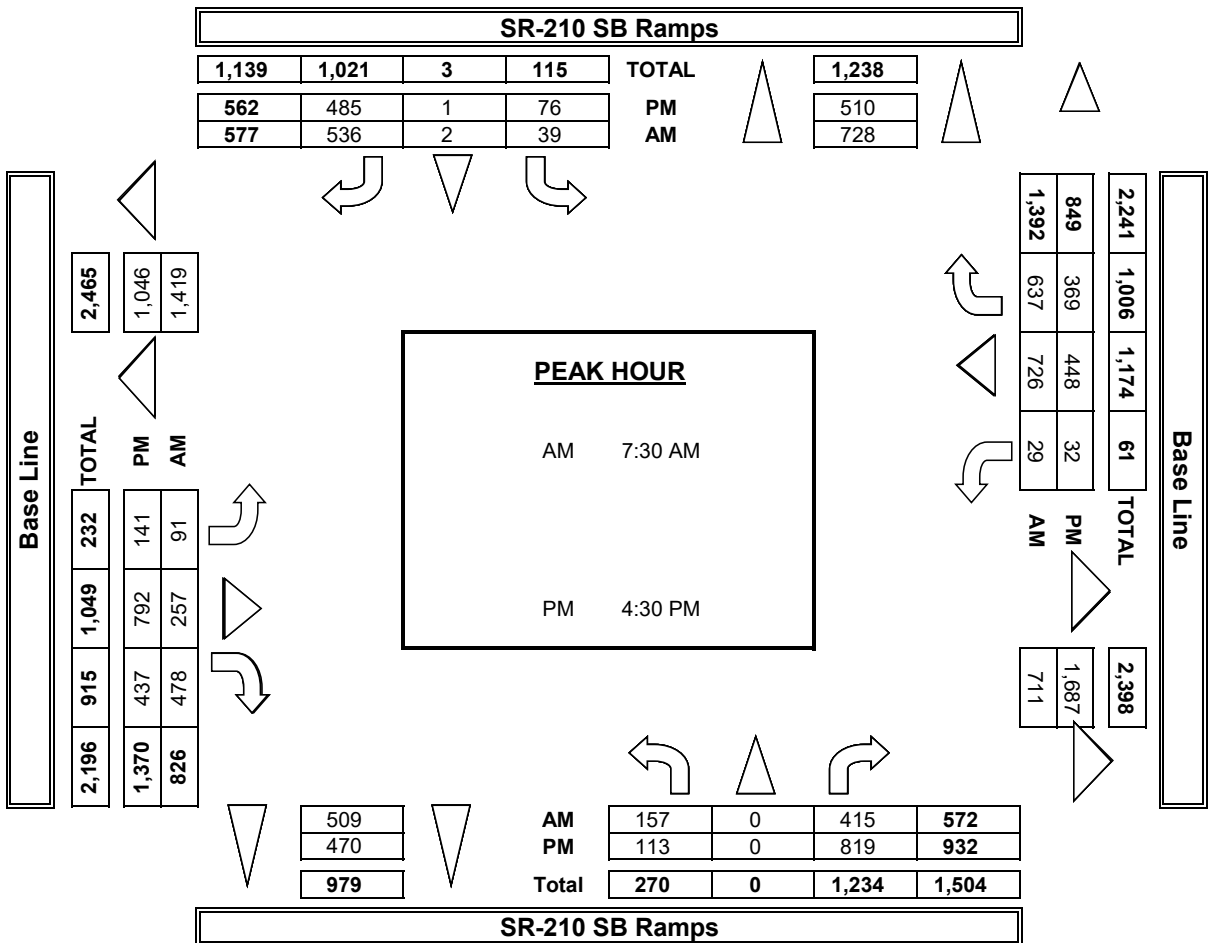 SR-210 SB Ramps
1,139 1,021 3 115 TOTAL 1,238
562 485 1 76 PM 510
577 536 2 39 AM 728
Base Line
2,465
1,046
1,419
TOTAL
PM
AM
232 1,049 915 2,196
141 792 437 1,370
91 257 478 826
PEAK HOUR
AM 7:30 AM
PM 4:30 PM
1,392 637 726 29 AM
849 369 448 32 PM
2,241 1,006 1,174 61 TOTAL
711
1,687
2,398
Base Line
509 AM 157 0 415 572
470 PM 113 0 819 932
979 Total 270 0 1,234 1,504
SR-210 SB Ramps